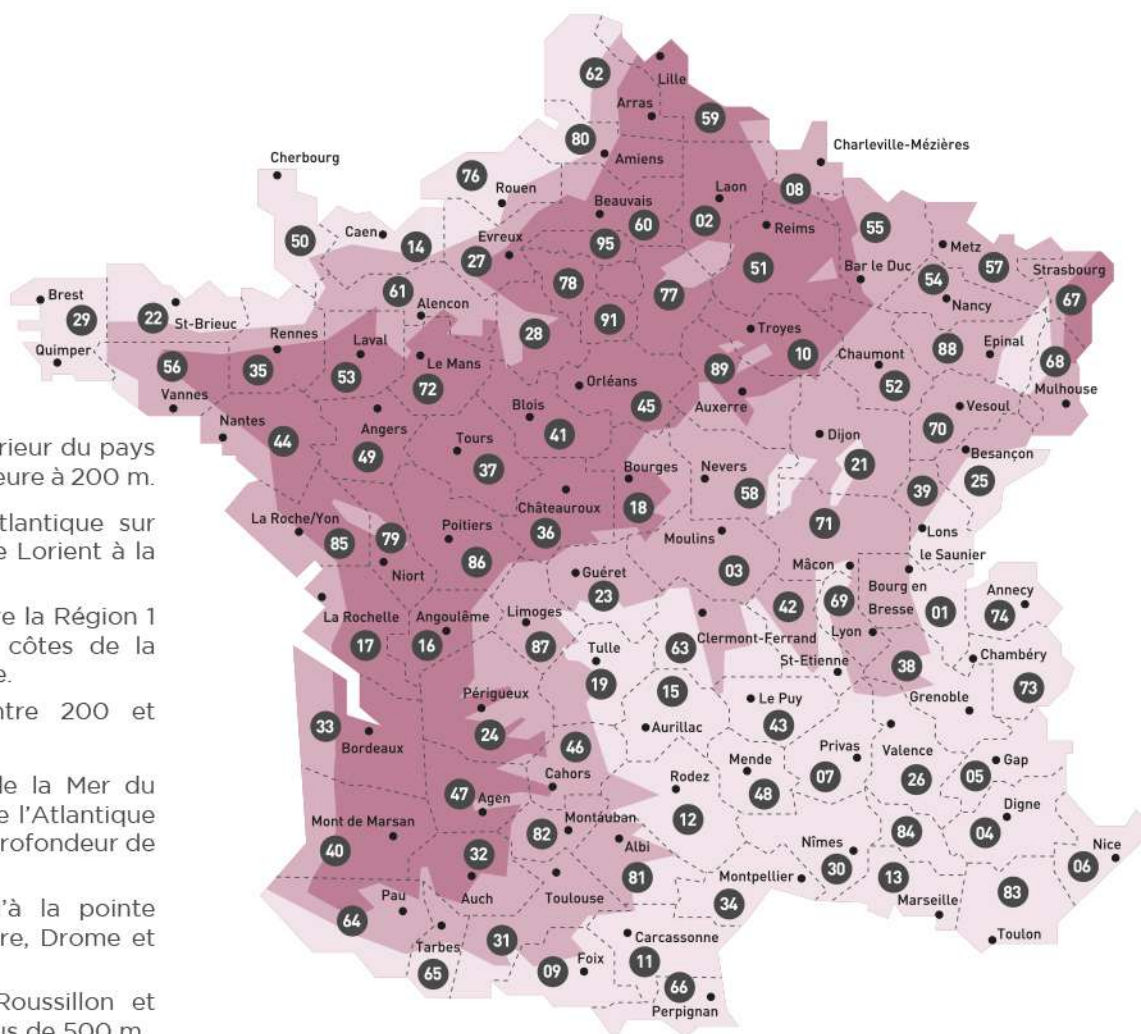 62
Lille
Arras
59
80
Amiens
Charleville-Mézières
Cherbourg
76
Rouen
Laon
08
Beauvais
60
02
Reims
55
50
Caen
14
Evreux
27
95
51
Metz
57
Bar le Duc
Strasbourg
61
78
77
54
67
Nancy
Brest
29
22
St-Brieuc
Alencon
28
91
Troyes
10
Chaumont
88
Epinal
68
Quimper
56
Rennes
35
Laval
53
Le Mans
72
Orléans
89
52
Mulhouse
Vannes
Blois
45
Auxerre
Vesoul
Nantes
44
Angers
49
Tours
37
41
Dijon
70
Besançon
rieur du pays
eure à 200 m.
Bourges
Nevers
21
25
58
39
Châteauroux
18
tlantique sur
e Lorient à la
La Roche/Yon
85
79
Poitiers
36
Moulins
71
Lons
le Saunier
86
Niort
Guéret
23
03
Mâcon
Bourg en
Bresse
01
74
Annecy
e la Région 1
côtes de la
e.
La Rochelle
Angoulême
Limoges
42
69
17
16
87
Clermont-Ferrand
Lyon
63
Tulle
St-Etienne
38
Chambéry
ntre 200 et
Périgueux
19
15
Le Puy
73
Grenoble
33
Bordeaux
24
46
Aurillac
43
de la Mer du
e l'Atlantique
rofondeur de
Cahors
Mende
Privas
Valence
Gap
47
Agen
Rodez
48
07
26
05
Mont de Marsan
82
Montáuban
12
Digne
40
32
Albi
Nîmes
84
04
Nice
81
30
06
'à la pointe
re, Drome et
Pau
Auch
Toulouse
Montpellier
13
83
64
34
Marseille
Tarbes
31
Carcassonne
Toulon
65
09
Foix
11
66
Perpignan
Roussillon et
us de 500 m.